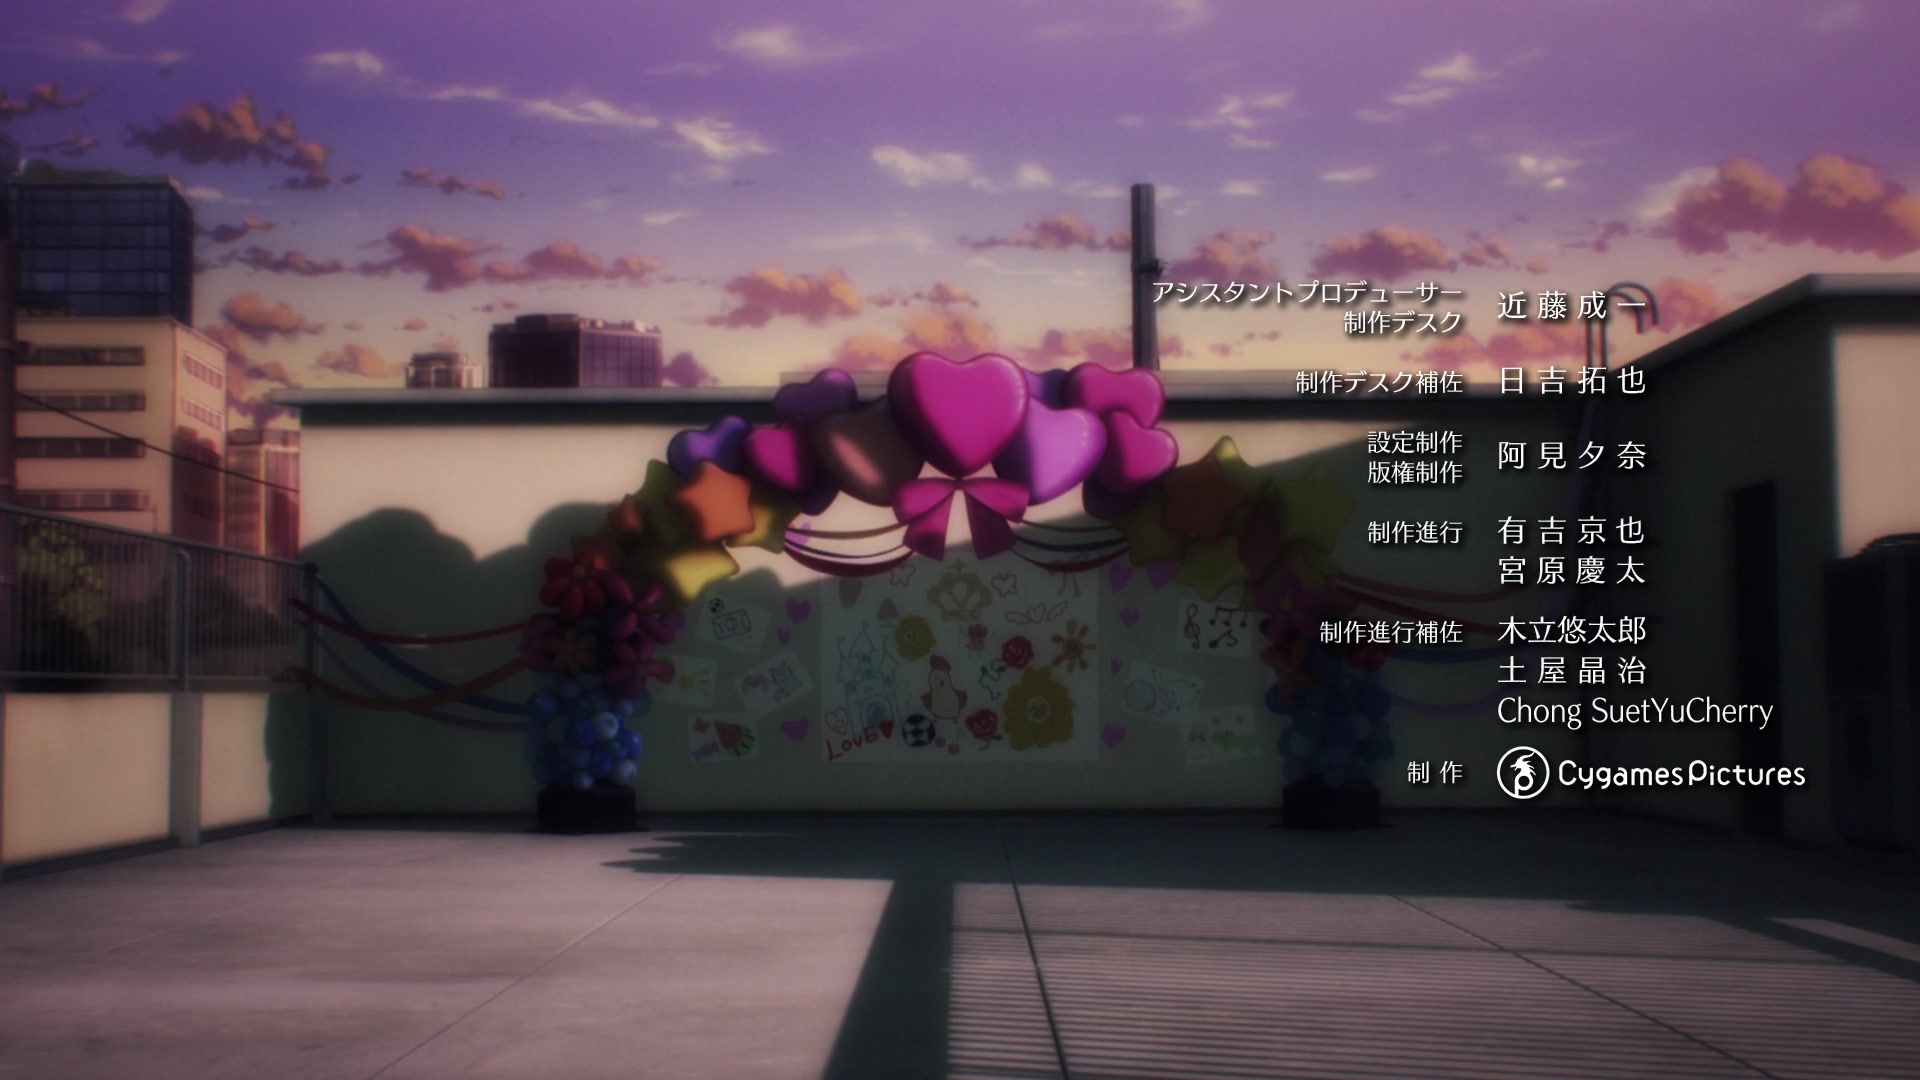 アシスタントプロデューサー
制作デスク 近藤成一
制作デスク補佐 日吉拓也
設定制作
版権制作 阿見夕奈
制作進行 有吉京也
宮原慶太
制作進行補佐 木立悠太郎
土屋晶治
Chong SuetYuCherry
制作 CygamesPictures
LovE